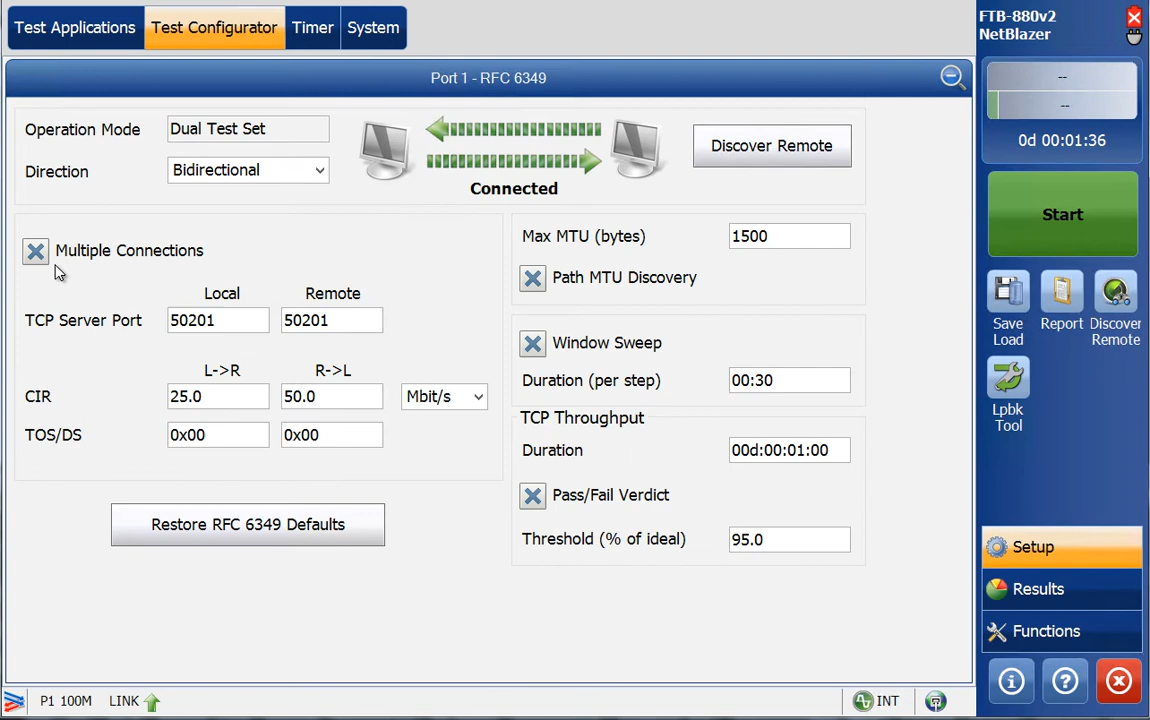 Test Applications
Test Configurator
Timer
System
FTB-880v2
NetBlazer
Port 1 - RFC 6349
--
--
0d 00:01:36
Operation Mode
Dual Test Set
Direction
Bidirectional
Connected
Discover Remote
Start
Multiple Connections
Local
Remote
TCP Server Port
50201
50201
L->R
R->L
CIR
25.0
50.0
Mbit/s
TOS/DS
0x00
0x00
Restore RFC 6349 Defaults
Max MTU (bytes)
1500
Path MTU Discovery
Window Sweep
Duration (per step)
00:30
TCP Throughput
Duration
00d:00:01:00
Pass/Fail Verdict
Threshold (% of ideal)
95.0
Save
Load
Report
Discover
Remote
Lpbk
Tool
Setup
Results
Functions
P1 100M
LINK
INT